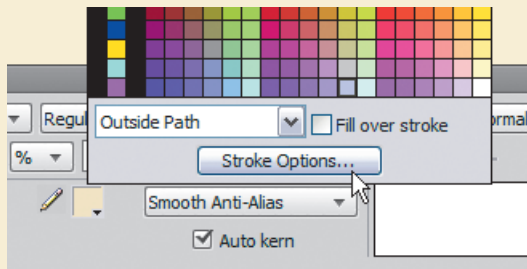 Regul
Outside Path
Fill over stroke
ormal
%
Stroke Options...
Smooth Anti-Alias
Auto kern